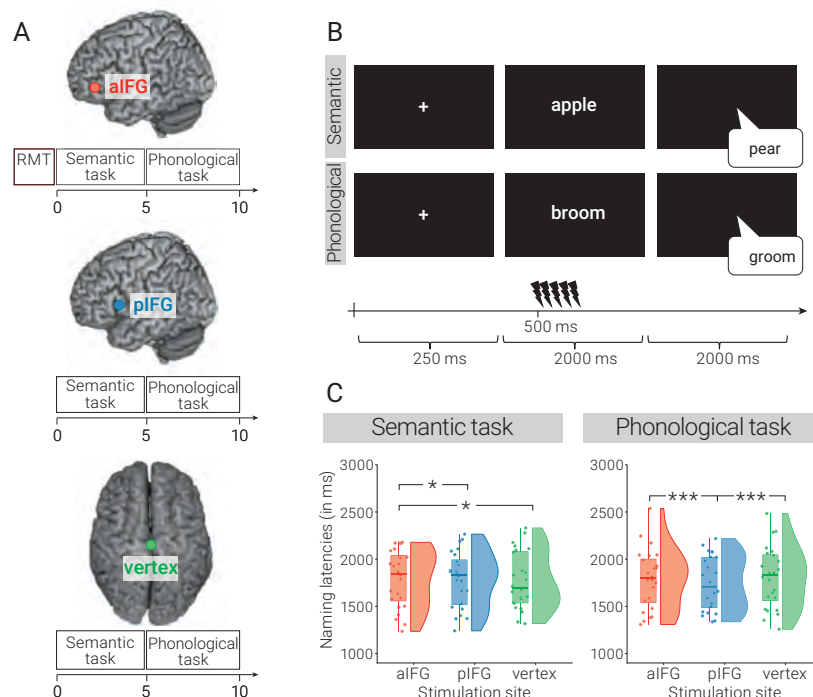 A
aIFG
RMT
Semantic task
Phonological task
0 5 10
pIFG
Semantic task
Phonological task
0 5 10
vertex
Semantic task
Phonological task
0 5 10
B
Semantic
+
apple
pear
Phonological
+
broom
groom
500 ms
250 ms 2000 ms 2000 ms
C
Semantic task
Naming latencies (in ms)
3000
2500
2000
1500
1000
* 
*
aIFG pIFG vertex
Stimulation site
Phonological task
3000
2500
2000
1500
1000
*** ***
aIFG pIFG vertex
Stimulation site